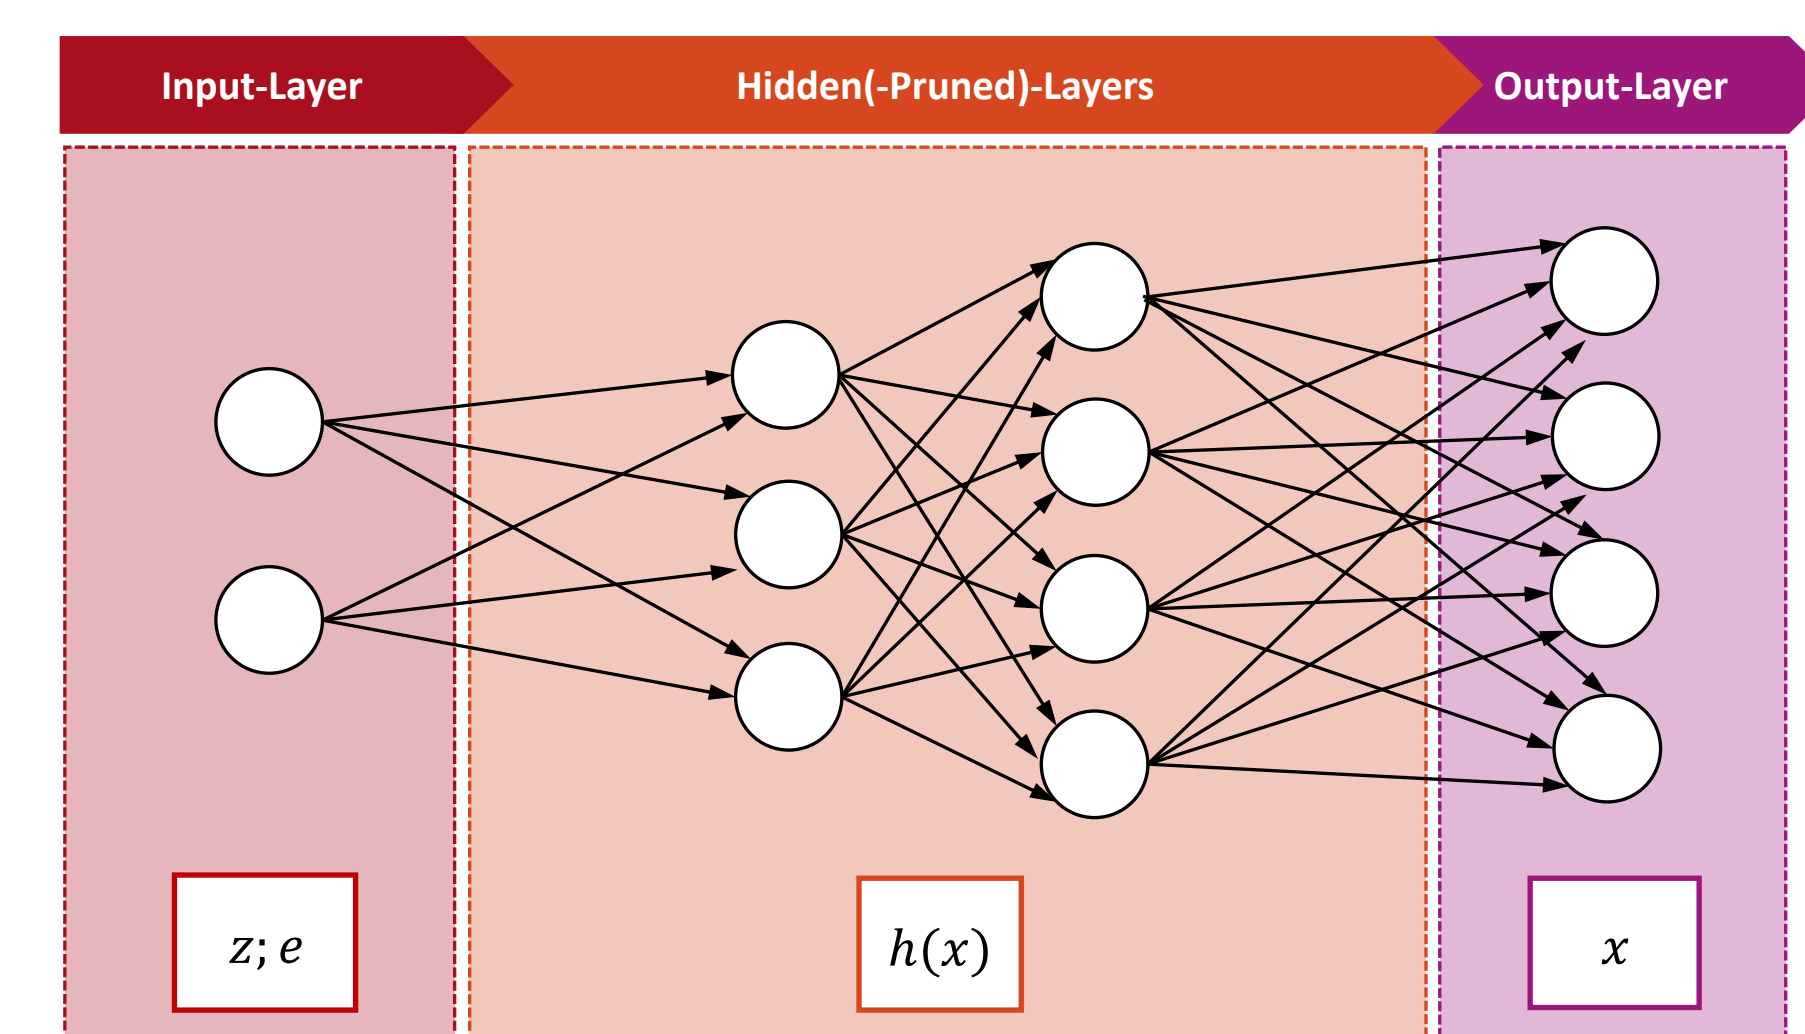 Input-Layer
Hidden(-Pruned)-Layers
Output-Layer
z; e
h(x)
x